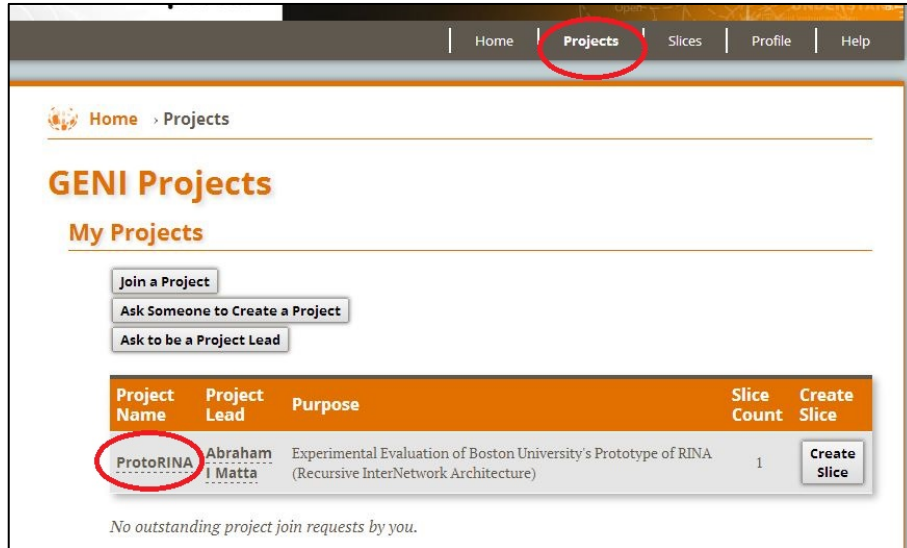 Home Projects Slices Profile Help
Home › Projects
GENI Projects
My Projects
Join a Project
Ask Someone to Create a Project
Ask to be a Project Lead
Project Name Project Lead Purpose Slice Count Create Slice
ProtoRINA Abraham I Matta Experimental Evaluation of Boston University's Prototype of RINA
(Recursive InterNetwork Architecture) 1 Create Slice
No outstanding project join requests by you.